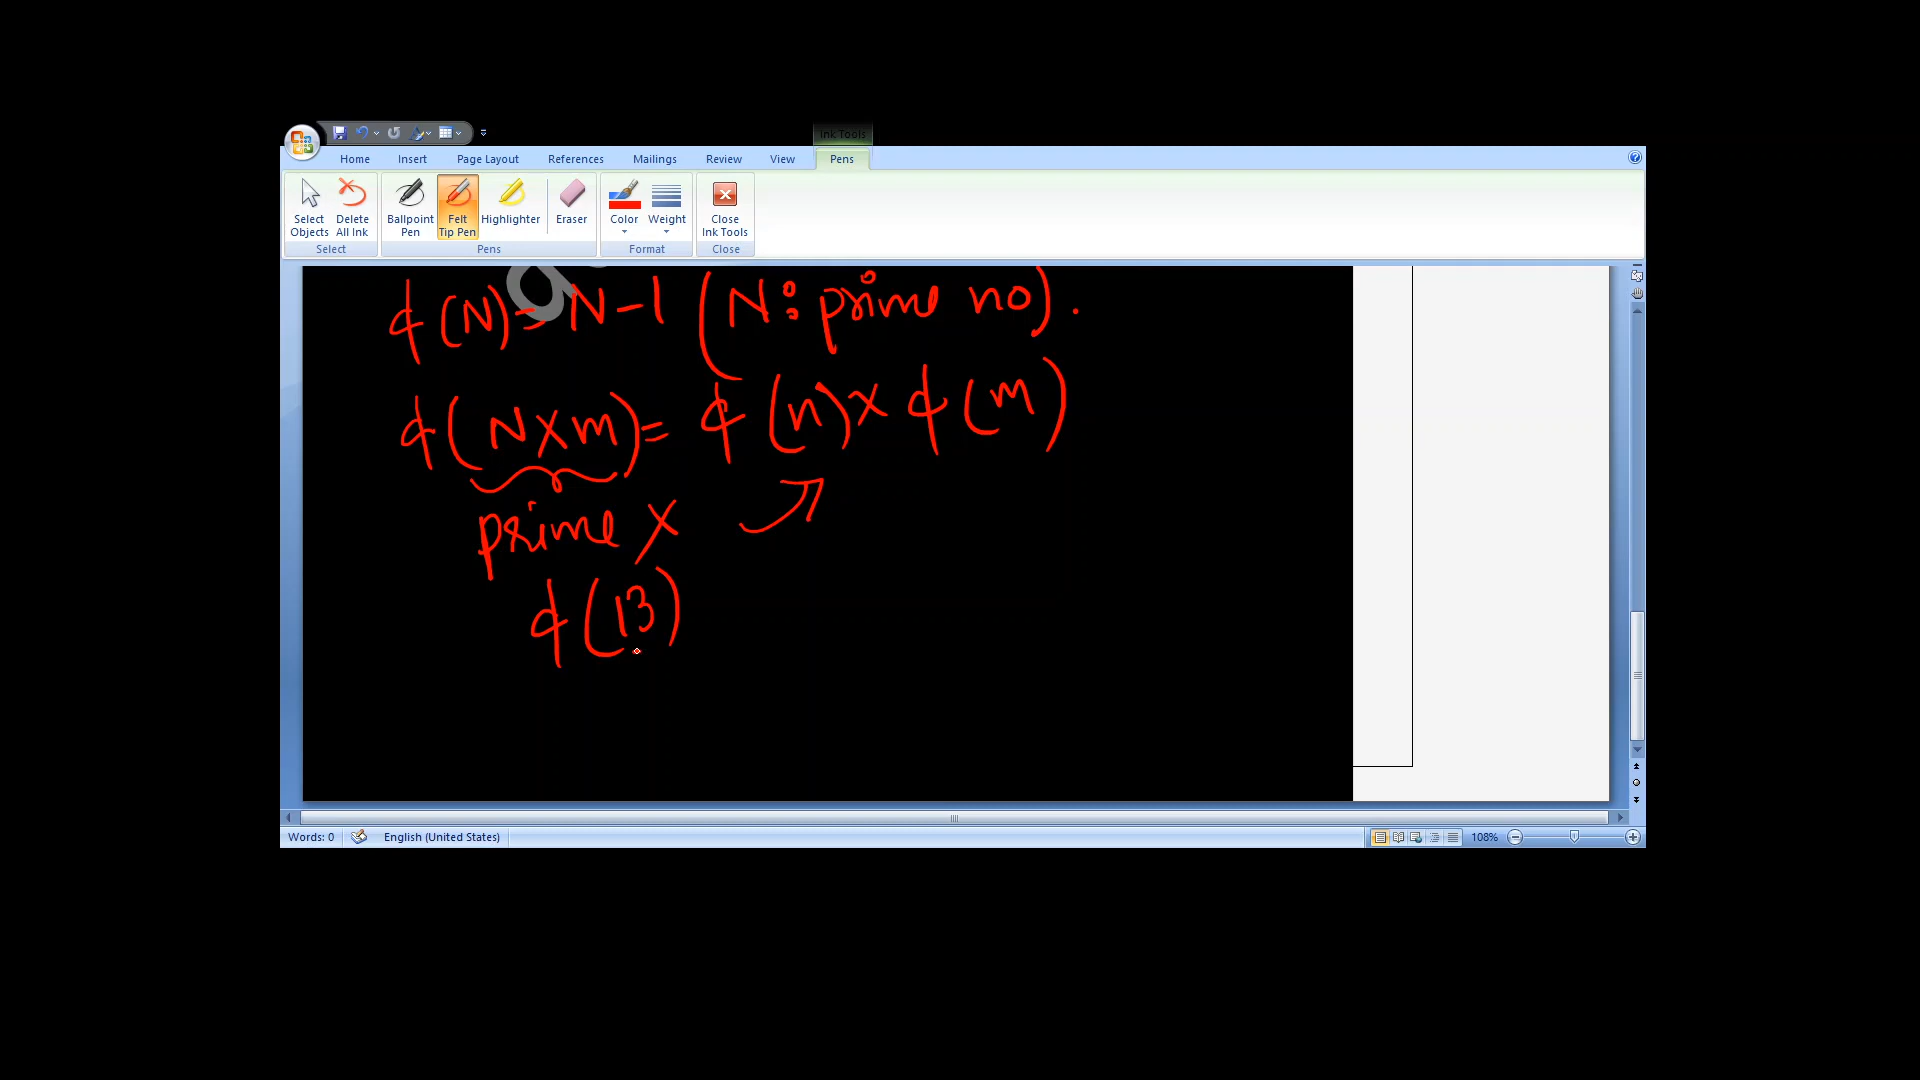 Ink Tools
Home Insert Page Layout References Mailings Review View Pens
Select Objects Delete All Ink Ballpoint Pen Felt Tip Pen Highlighter Eraser Color Weight Close Ink Tools
Select Pens Format Close
ϕ(N) = N-1 (N: prime no).
ϕ(N×m) = ϕ(n)×ϕ(m)
prime ×
ϕ(13)
Words: 0 English (United States) 108%